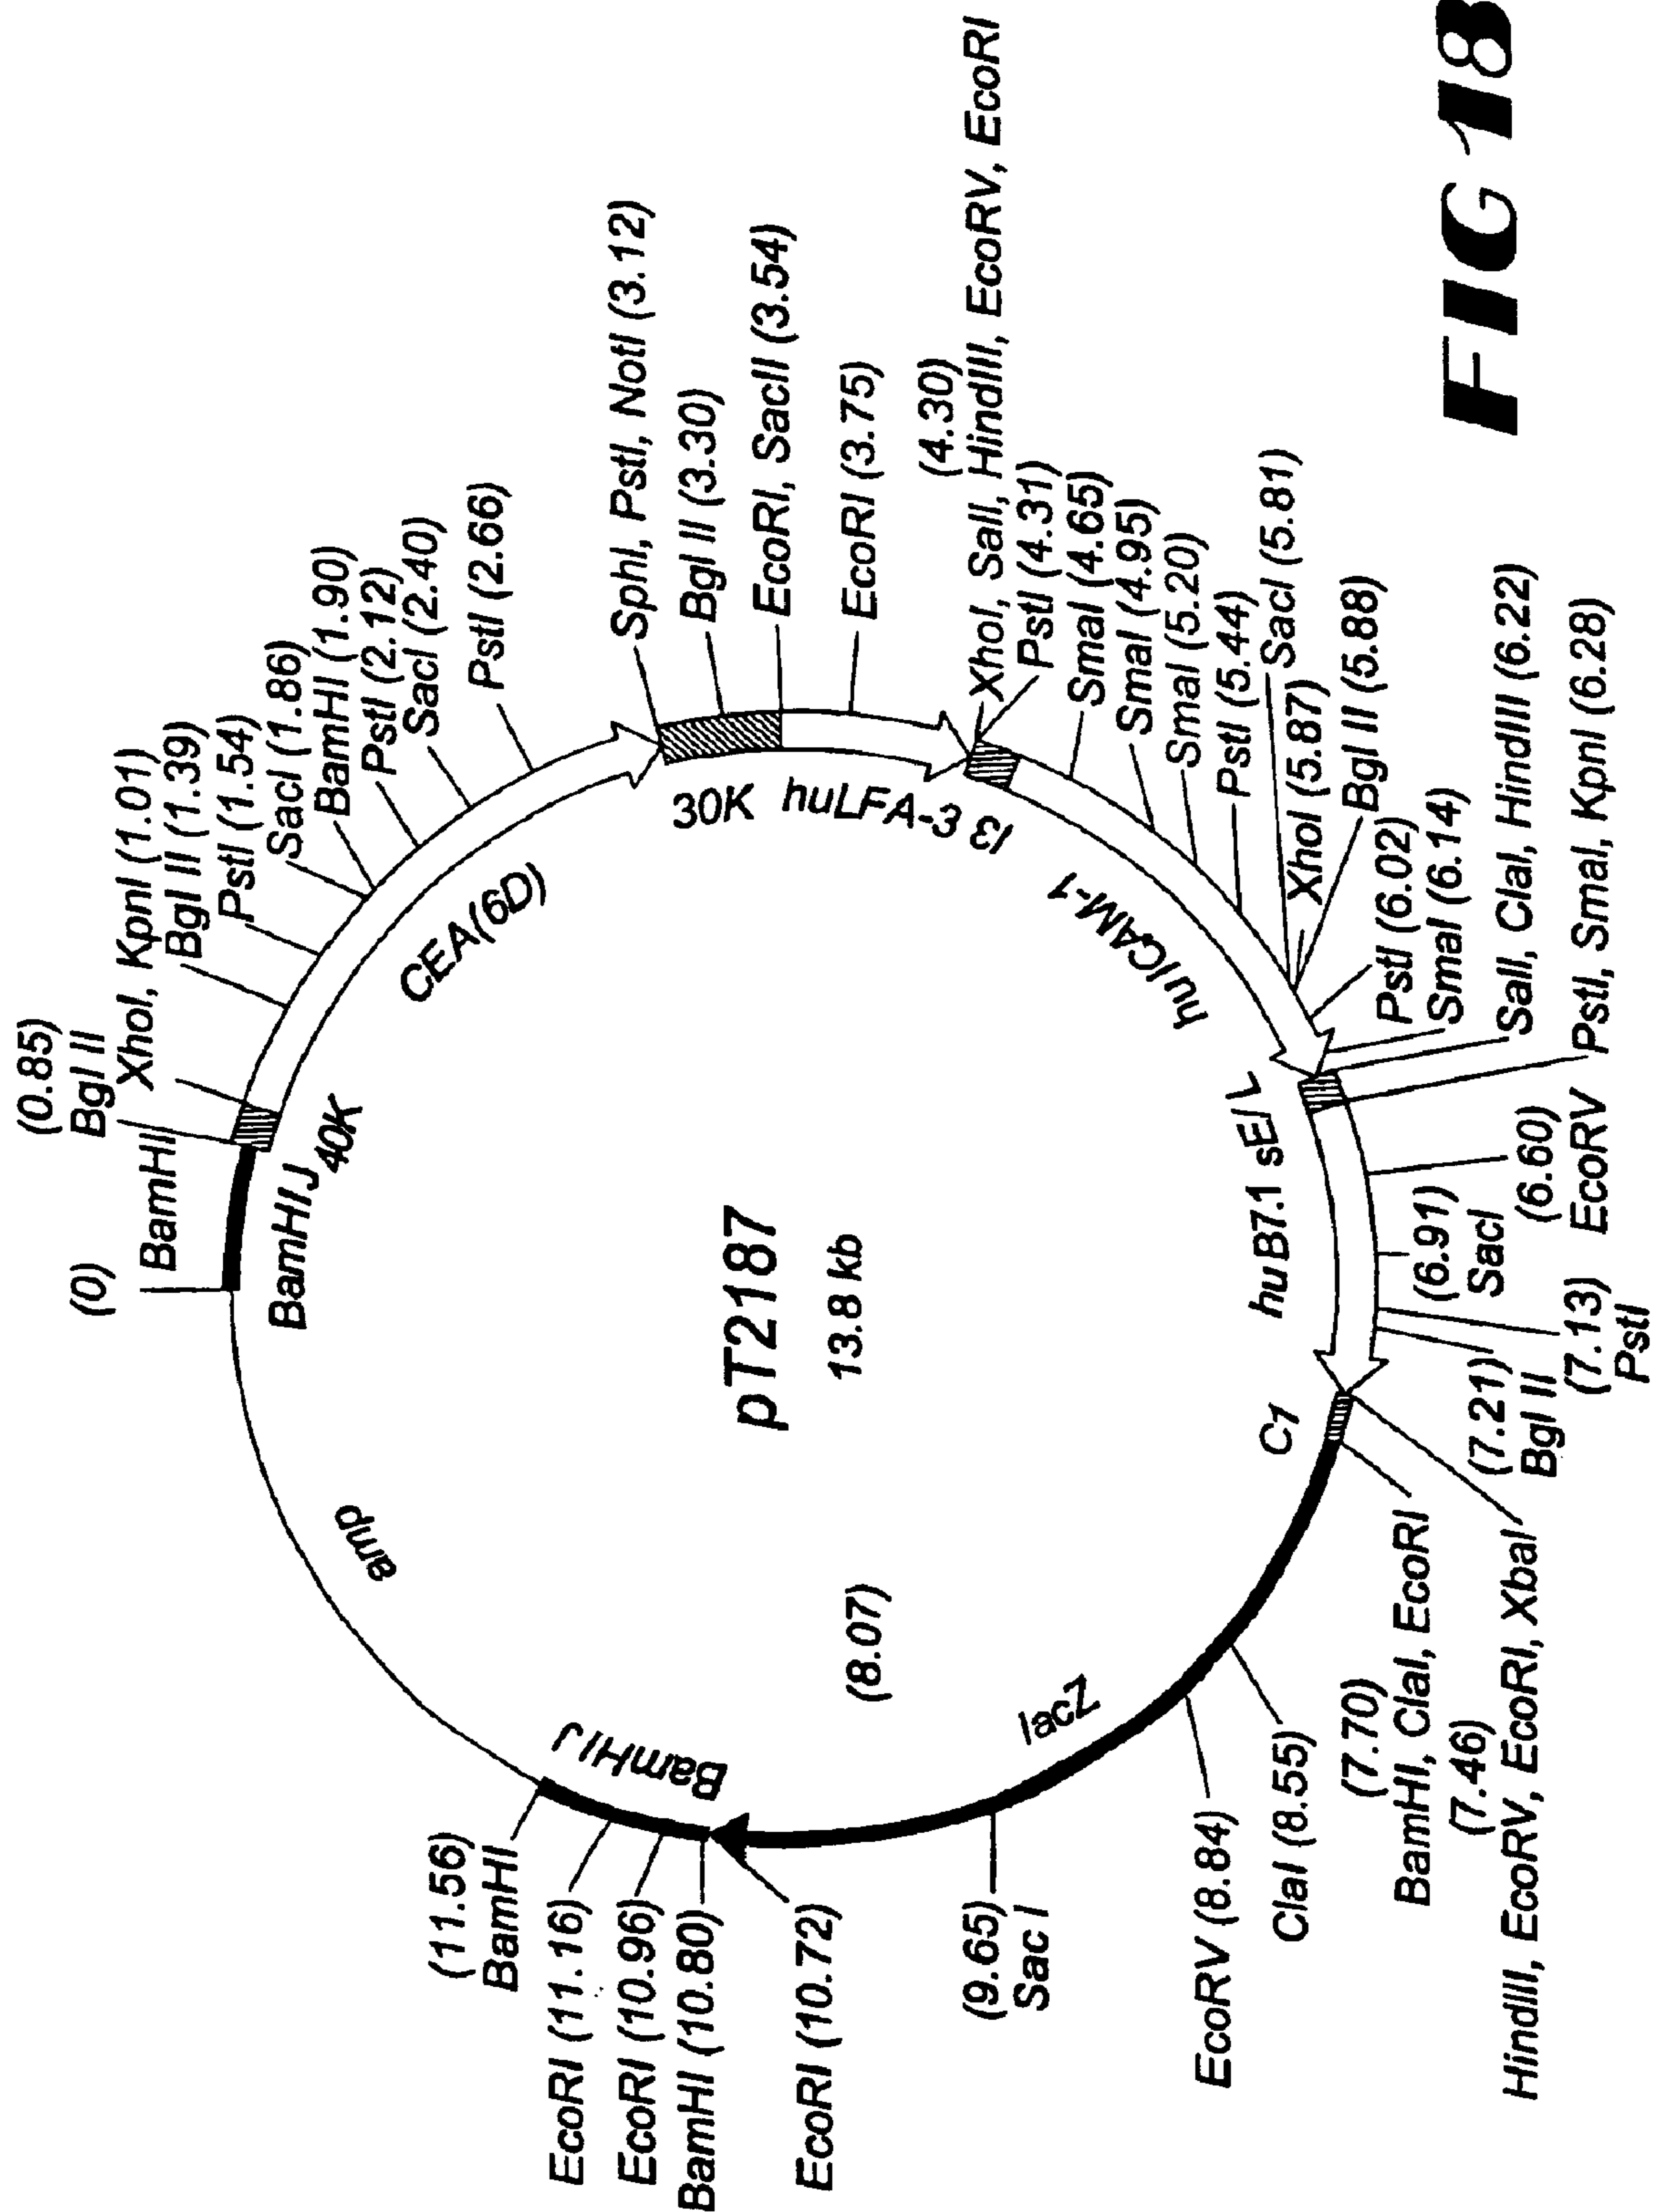 (0)
BamHI
(0.85)
Bgl II
XhoI, KpnI (1.01)
Bgl II (1.39)
PstI (1.54)
SacI (1.86)
BamHI (1.90)
PstI (2.12)
SacI (2.40)
PstI (2.66)
SphI, PstI, NotI (3.12)
Bgl II (3.30)
EcoRI, SacII (3.54)
EcoRI (3.75)
(4.30)
XhoI, SalI, HindIII, EcoRV, EcoRI
PstI (4.31)
SmaI (4.65)
SmaI (4.95)
SmaI (5.20)
PstI (5.44)
SacI (5.81)
XhoI (5.87)
Bgl II (5.88)
PstI (6.02)
SmaI (6.14)
SalI, ClaI, HindIII (6.22)
PstI, SmaI, KpnI (6.28)
(6.60)
EcoRV
(6.91)
SacI
(7.13)
PstI
(7.21)
Bgl II
(7.46)
HindIII, EcoRV, EcoRI, XbaI
(7.70)
BamHI, ClaI, EcoRI
ClaI (8.55)
EcoRV (8.84)
(9.65)
Sac I
EcoRI (10.72)
BamHI (10.80)
EcoRI (10.96)
EcoRI (11.16)
(11.56)
BamHI
BamHI J
40K
CEA(6D)
30K
huLFA-3
I3
huICAM-1
sE/L
huB7.1
C1
lacZ
(8.07)
BamHI J
amp
pT2187
13.8 kb
FIG 18